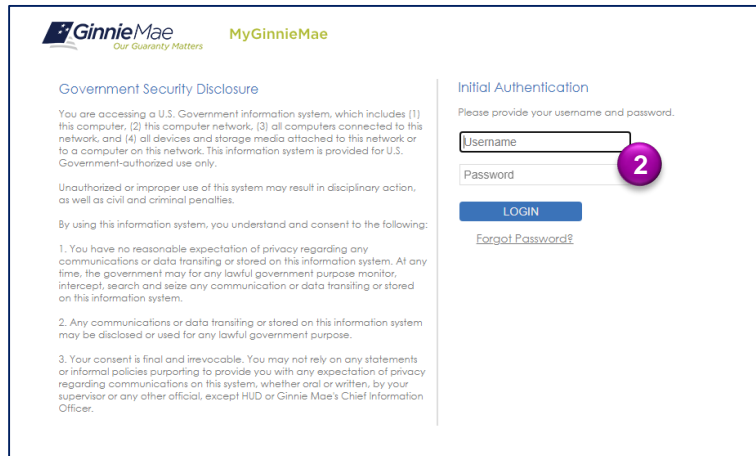 GinnieMae
Our Guaranty Matters
MyGinnieMae
Government Security Disclosure
You are accessing a U.S. Government information system, which includes (1)
this computer, (2) this computer network, (3) all computers connected to this
network, and (4) all devices and storage media attached to this network or
to a computer on this network. This information system is provided for U.S.
Government-authorized use only.
Unauthorized or improper use of this system may result in disciplinary action,
as well as civil and criminal penalties.
By using this information system, you understand and consent to the following:
1. You have no reasonable expectation of privacy regarding any
communications or data transiting or stored on this information system. At any
time, the government may for any lawful government purpose monitor,
intercept, search and seize any communication or data transiting or stored
on this information system.
2. Any communications or data transiting or stored on this information system
may be disclosed or used for any lawful government purpose.
3. Your consent is final and irrevocable. You may not rely on any statements
or informal policies purporting to provide you with any expectation of privacy
regarding communications on this system, whether oral or written, by your
supervisor or any other official, except HUD or Ginnie Mae's Chief Information
Officer.
Initial Authentication
Please provide your username and password.
Username
2
Password
LOGIN
Forgot Password?